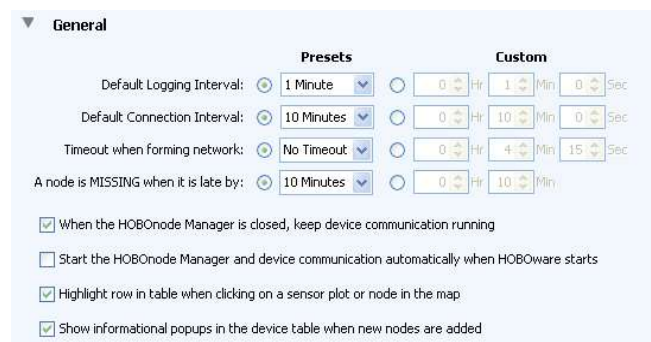 General
Presets Custom
Default Logging Interval: 1 Minute 0 Hr 1 Min 0 Sec
Default Connection Interval: 10 Minutes 0 Hr 10 Min 0 Sec
Timeout when forming network: No Timeout 0 Hr 4 Min 15 Sec
A node is MISSING when it is late by: 10 Minutes 0 Hr 10 Min
When the HOBOnode Manager is closed, keep device communication running
Start the HOBOnode Manager and device communication automatically when HOBOware starts
Highlight row in table when clicking on a sensor plot or node in the map
Show informational popups in the device table when new nodes are added